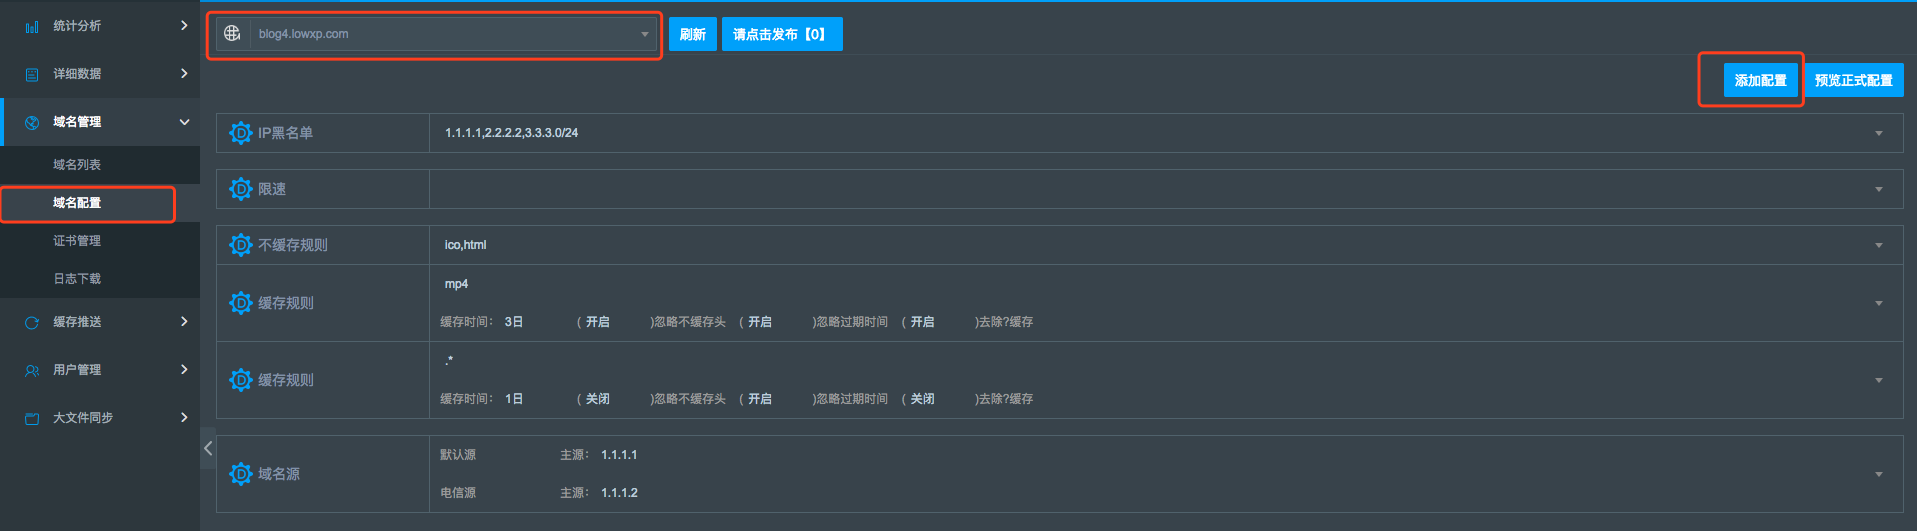 统计分析
详细数据
域名管理
域名列表
域名配置
证书管理
日志下载
缓存推送
用户管理
大文件同步
blog4.lowxp.com 刷新 请点击发布【0】
添加配置 预览正式配置
IP黑名单 1.1.1.1,2.2.2.2,3.3.3.0/24
限速
不缓存规则 ico,html
缓存规则 mp4
缓存时间： 3日 ( 开启 )忽略不缓存头 ( 开启 )忽略过期时间 ( 开启 )去除?缓存
缓存规则 .*
缓存时间： 1日 ( 关闭 )忽略不缓存头 ( 开启 )忽略过期时间 ( 关闭 )去除?缓存
域名源 默认源 主源： 1.1.1.1
电信源 主源： 1.1.1.2